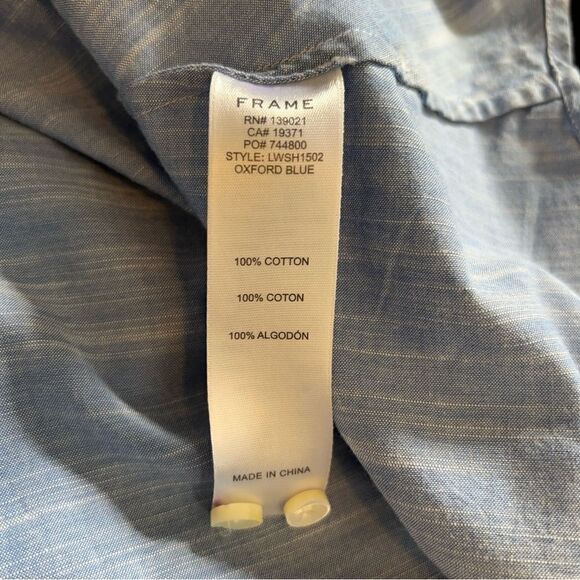 FRAME
RN# 139021
CA# 19371
PO# 744800
STYLE: LWSH1502
OXFORD BLUE
100% COTTON
100% COTON
100% ALGODÓN
MADE IN CHINA